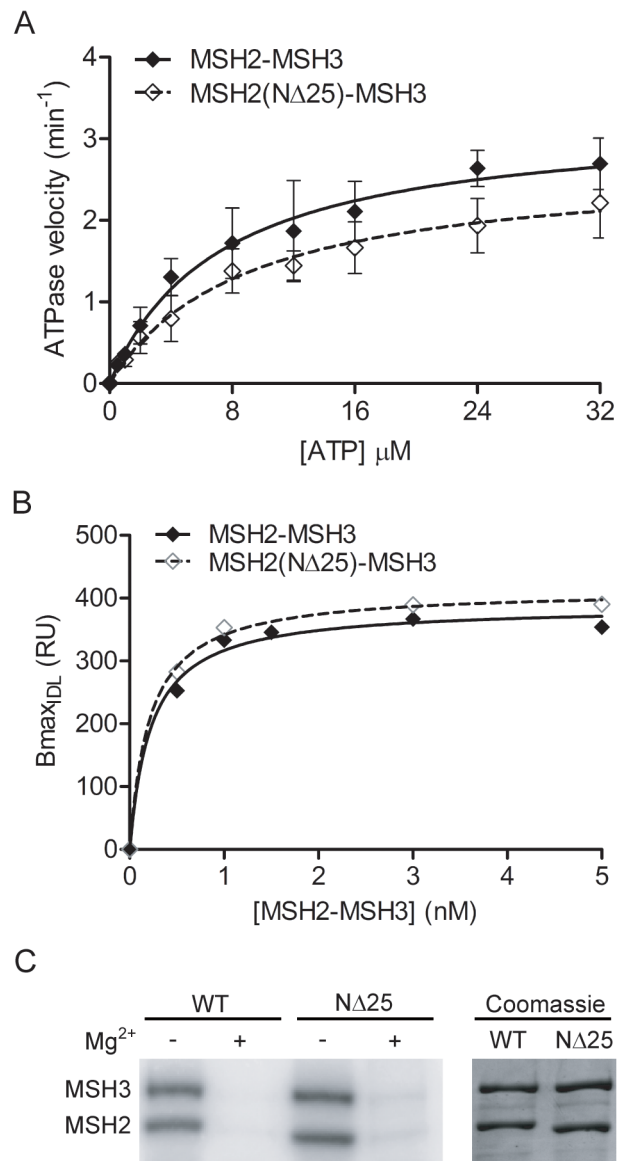 A
MSH2-MSH3
MSH2(NΔ25)-MSH3
ATPase velocity (min⁻¹)
4
3
2
1
0
0 8 16 24 32
[ATP] μM
B
MSH2-MSH3
MSH2(NΔ25)-MSH3
Bmax_IDL (RU)
500
400
300
200
100
0
0 1 2 3 4 5
[MSH2-MSH3] (nM)
C
WT NΔ25 Coomassie
Mg²⁺ - + - + WT NΔ25
MSH3
MSH2